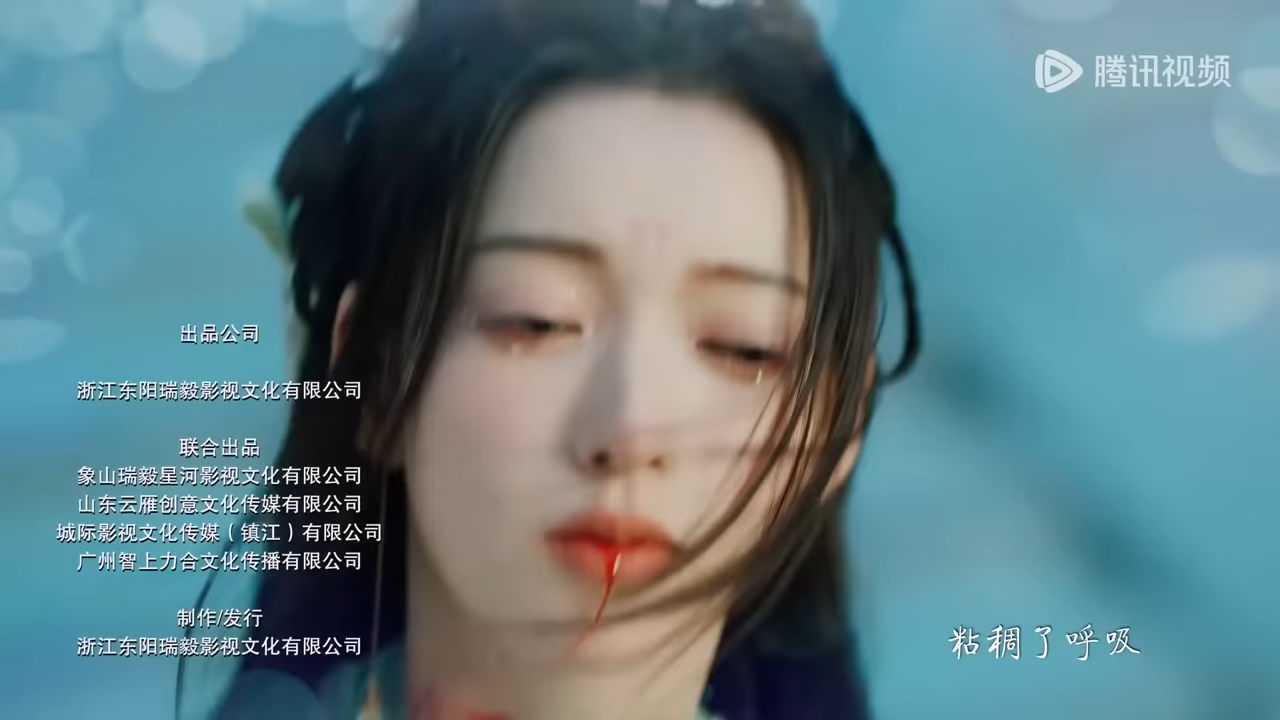 腾讯视频
出品公司
浙江东阳瑞毅影视文化有限公司
联合出品
象山瑞毅星河影视文化有限公司
山东云雁创意文化传媒有限公司
城际影视文化传媒（镇江）有限公司
广州智上力合文化传播有限公司
制作/发行
浙江东阳瑞毅影视文化有限公司
粘稠了呼吸